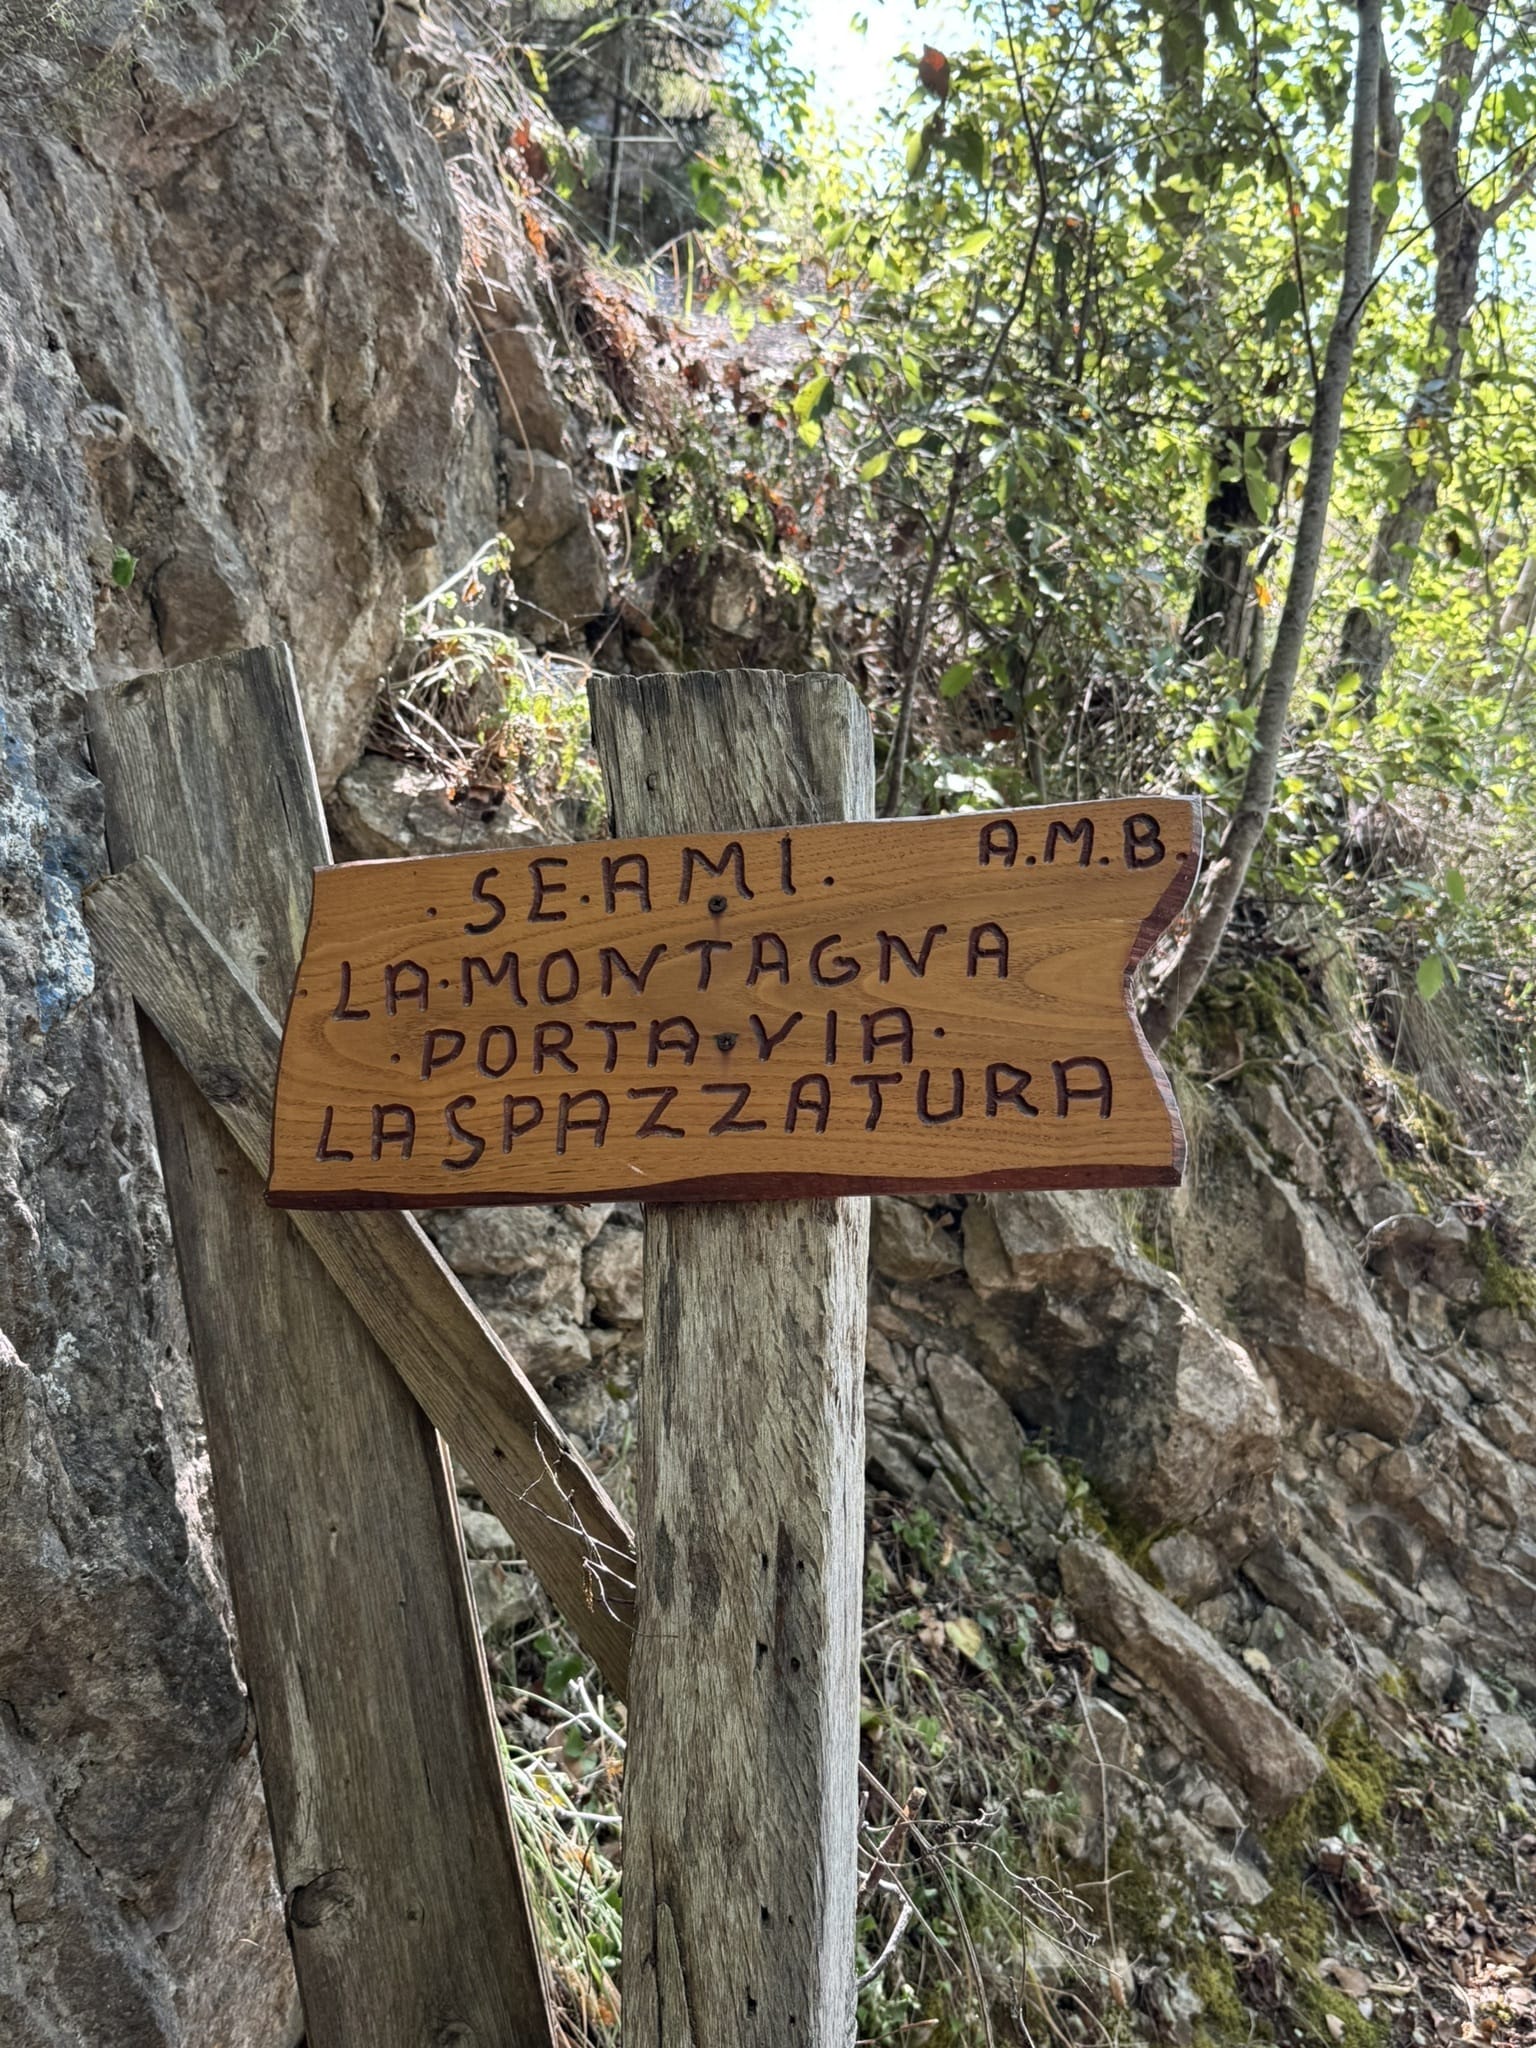 · SE · AMI .
A.M.B.
· LA · MONTAGNA
· PORTA · VIA ·
LA SPAZZATURA